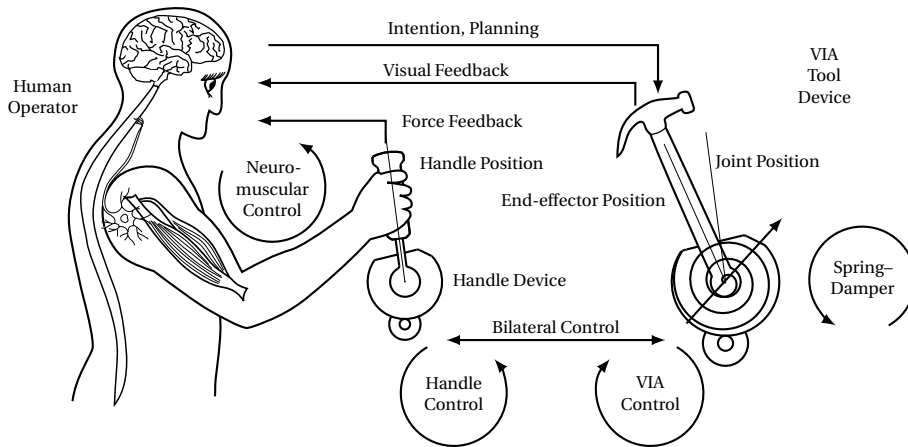 Intention, Planning
VIA
Tool
Device
Visual Feedback
Human
Operator
Force Feedback
Handle Position
Joint Position
Neuro-
muscular
Control
End-effector Position
Handle Device
Spring–
Damper
Bilateral Control
Handle
Control
VIA
Control